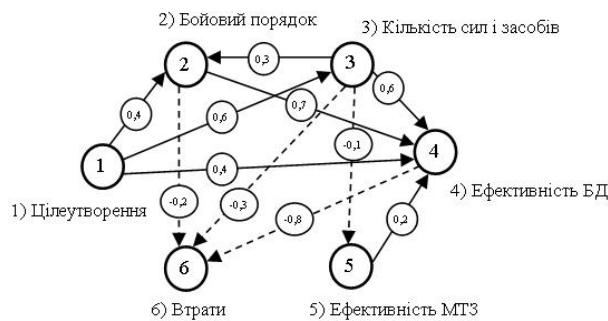 2) Бойовий порядок
3) Кількість сил і засобів
2
0,3
3
0,4
0,6
0,7
0,6
1
0,4
-0,1
4
1) Цілеутворення
-0,2
-0,3
-0,8
0,2
4) Ефективність БД
6
5
6) Втрати
5) Ефективність МТЗ